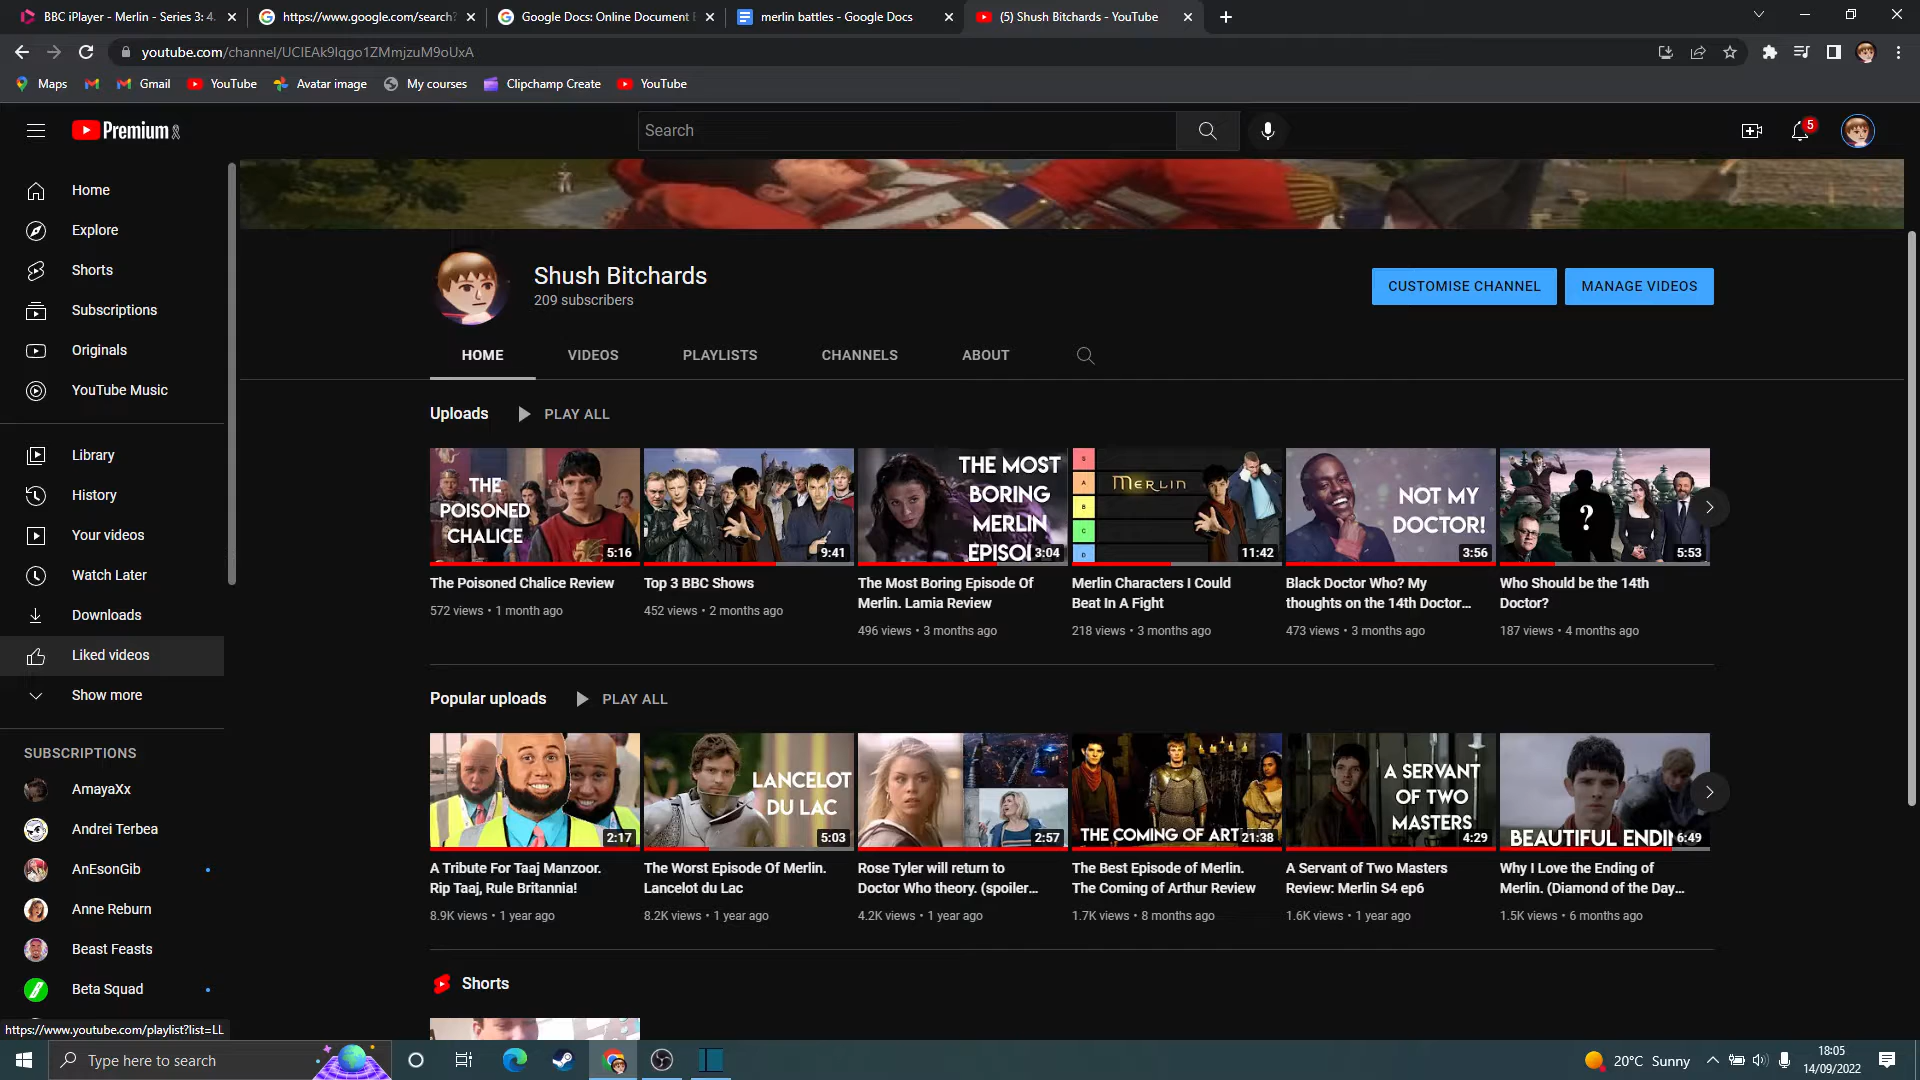 BBC iPlayer - Merlin - Series 3: 4.
https://www.google.com/search?
Google Docs: Online Document
merlin battles - Google Docs
(5) Shush Bitchards - YouTube
youtube.com/channel/UCIEAk9Iqgo1ZMmjzuM9oUxA
Maps
Gmail
YouTube
Avatar image
My courses
Clipchamp Create
YouTube
Premium
Search
5
Home
Explore
Shorts
Subscriptions
Originals
YouTube Music
Library
History
Your videos
Watch Later
Downloads
Liked videos
Show more
SUBSCRIPTIONS
AmayaXx
Andrei Terbea
AnEsonGib
Anne Reburn
Beast Feasts
Beta Squad
Shush Bitchards
209 subscribers
CUSTOMISE CHANNEL
MANAGE VIDEOS
HOME
VIDEOS
PLAYLISTS
CHANNELS
ABOUT
Uploads
PLAY ALL
THE
POISONED
CHALICE
5:16
The Poisoned Chalice Review
572 views • 1 month ago
9:41
Top 3 BBC Shows
452 views • 2 months ago
THE MOST
BORING
MERLIN
EPISO
3:04
The Most Boring Episode Of
Merlin. Lamia Review
496 views • 3 months ago
S
A
B
C
D
MERLIN
11:42
Merlin Characters I Could
Beat In A Fight
218 views • 3 months ago
NOT MY
DOCTOR!
3:56
Black Doctor Who? My
thoughts on the 14th Doctor...
473 views • 3 months ago
?
5:53
Who Should be the 14th
Doctor?
187 views • 4 months ago
Popular uploads
PLAY ALL
2:17
A Tribute For Taaj Manzoor.
Rip Taaj, Rule Britannia!
8.9K views • 1 year ago
LANCELOT
DU LAC
5:03
The Worst Episode Of Merlin.
Lancelot du Lac
8.2K views • 1 year ago
2:57
Rose Tyler will return to
Doctor Who theory. (spoiler...
4.2K views • 1 year ago
THE COMING OF ART
21:38
The Best Episode of Merlin.
The Coming of Arthur Review
1.7K views • 8 months ago
A SERVANT
OF TWO
MASTERS
4:29
A Servant of Two Masters
Review: Merlin S4 ep6
1.6K views • 1 year ago
BEAUTIFUL ENDI
6:49
Why I Love the Ending of
Merlin. (Diamond of the Day...
1.5K views • 6 months ago
Shorts
https://www.youtube.com/playlist?list=LL
Type here to search
20°C Sunny
18:05
14/09/2022